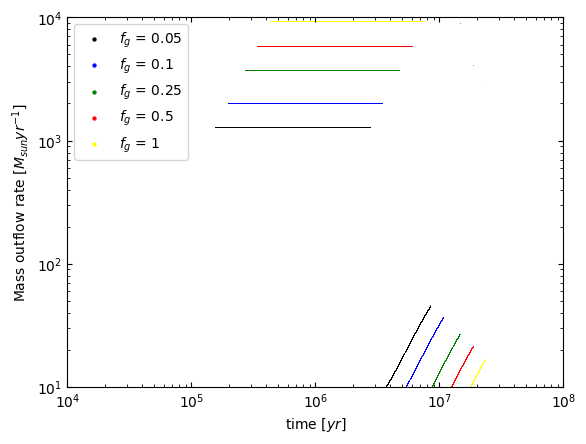 10^4
10^3
10^2
10^1
Mass outflow rate [M_{sun}yr^{-1}]
f_g = 0.05
f_g = 0.1
f_g = 0.25
f_g = 0.5
f_g = 1
10^4 10^5 10^6 10^7 10^8
time [yr]